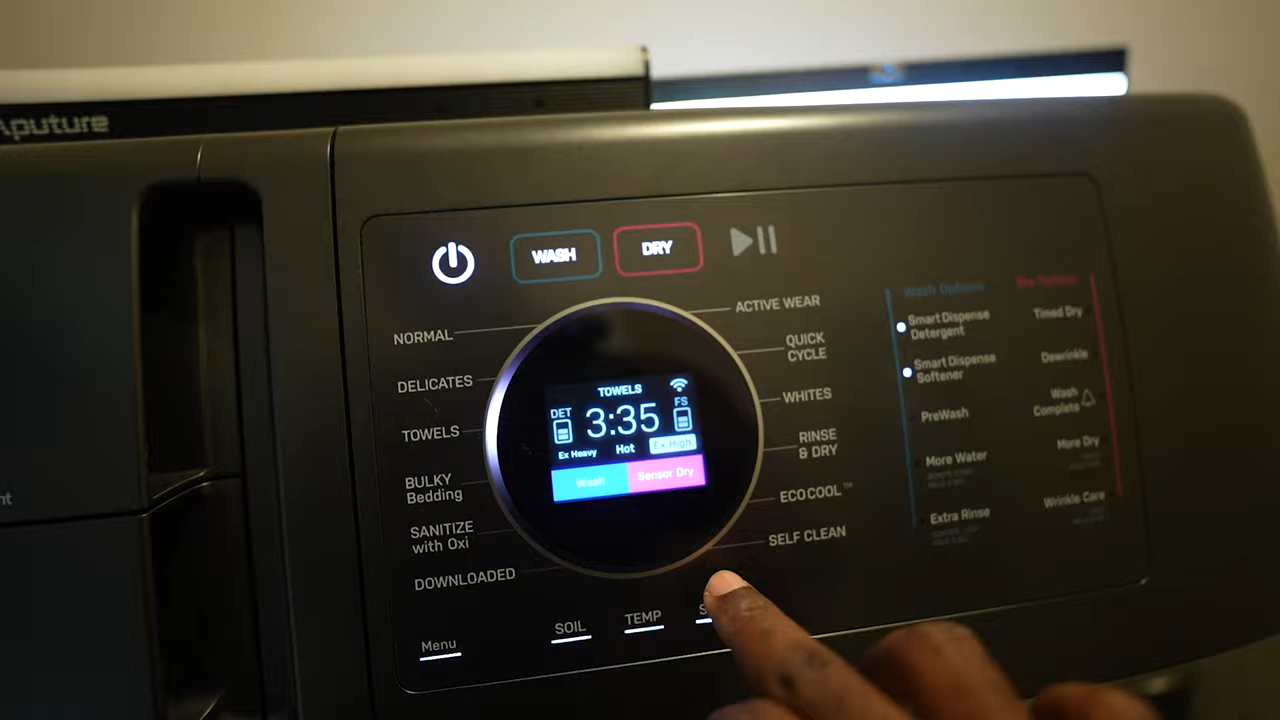 Aputure
WASH
DRY
NORMAL
DELICATES
TOWELS
BULKY
Bedding
SANITIZE
with Oxi
DOWNLOADED
TOWELS
DET
3:35
FS
Ex Heavy
Hot
Ex High
Wash
Sensor Dry
ACTIVE WEAR
QUICK
CYCLE
WHITES
RINSE
& DRY
ECOCOOL™
SELF CLEAN
Menu
SOIL
TEMP
Wash Options
Smart Dispense
Detergent
Smart Dispense
Softener
PreWash
More Water
Extra Rinse
Timed Dry
Dewrinkle
Wash
Complete
More Dry
Wrinkle Care